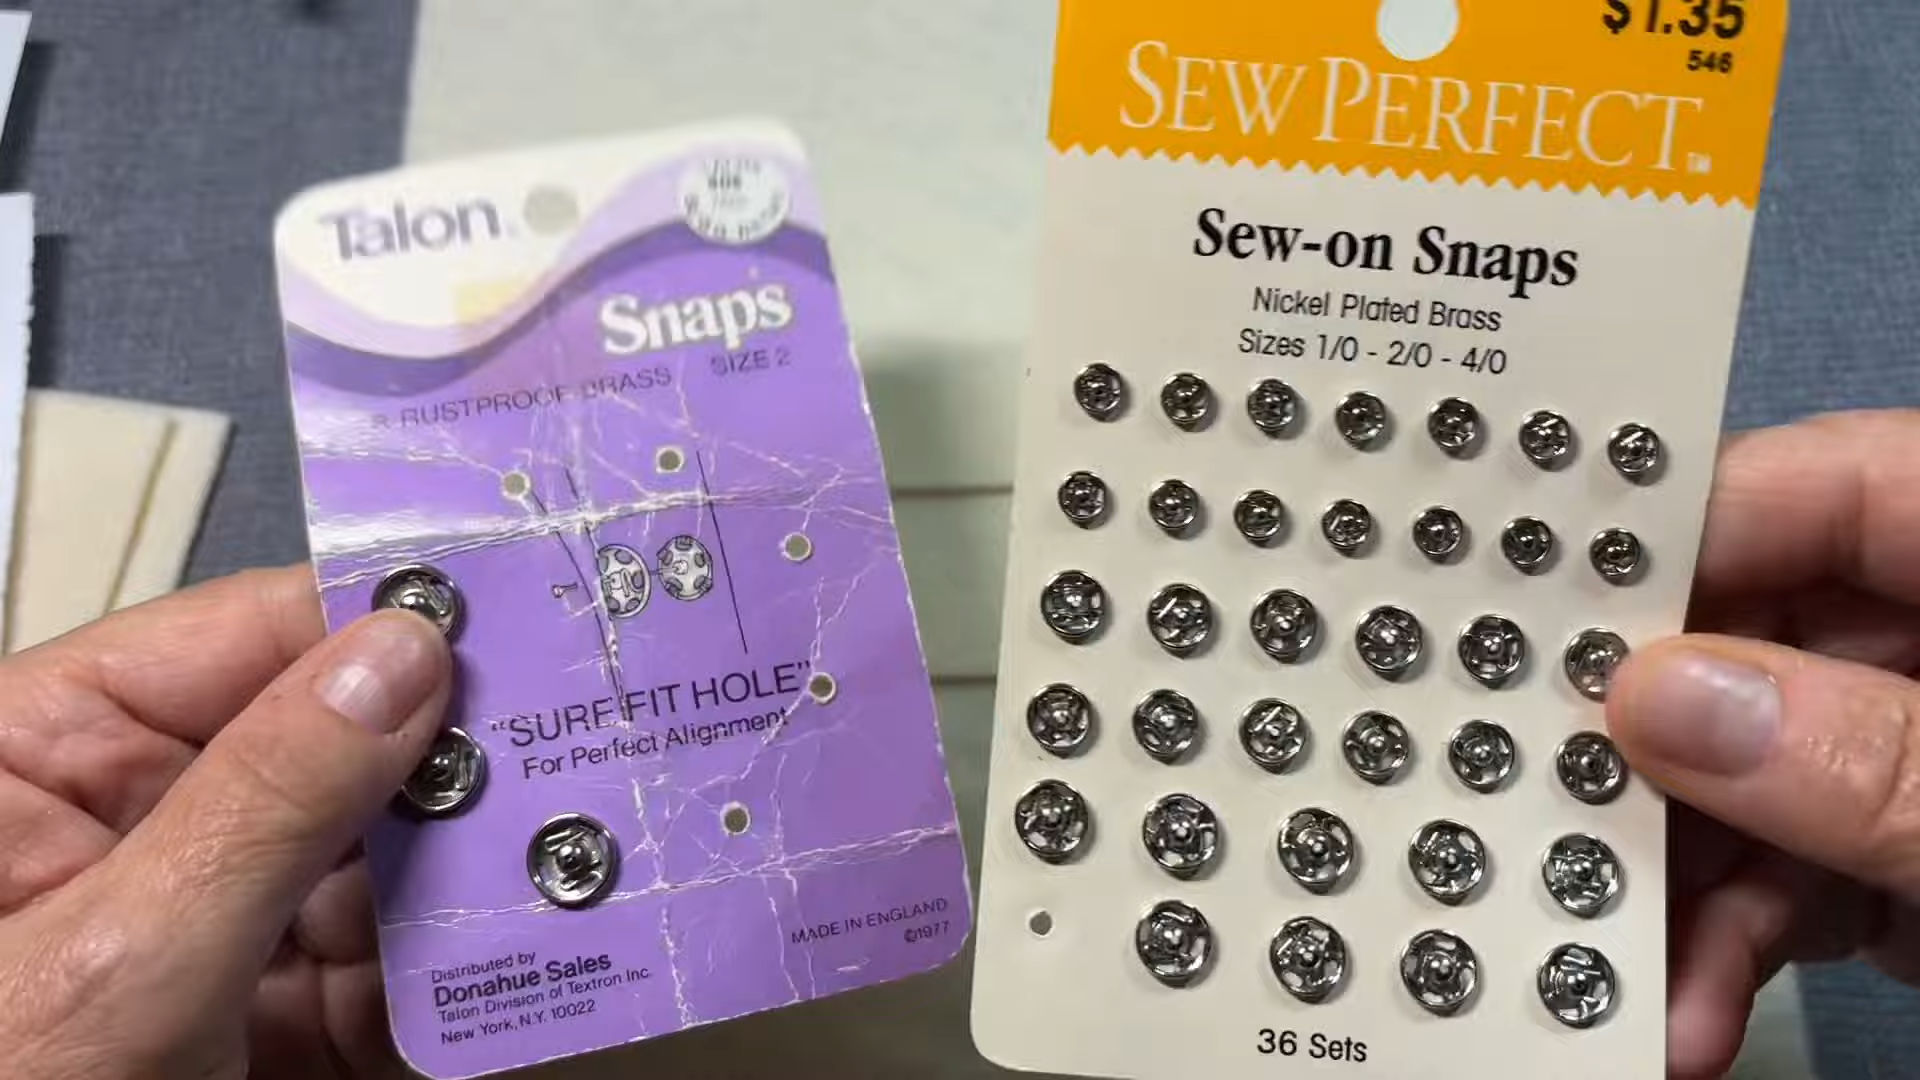 Talon
Snaps
SIZE 2
RUSTPROOF BRASS
"SURE FIT HOLE"
For Perfect Alignment
MADE IN ENGLAND
©1977
Distributed by
Donahue Sales
Talon Division of Textron Inc.
New York, N.Y. 10022
$1.35
546
SEW PERFECT™
Sew-on Snaps
Nickel Plated Brass
Sizes 1/0 - 2/0 - 4/0
36 Sets